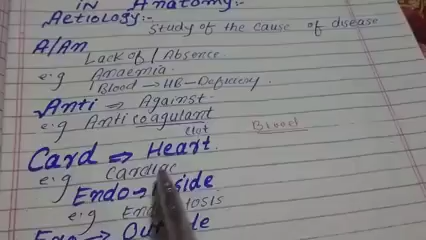 IN Anatomy:-
Aetiology:- Study of the cause of disease
A/An
Lack of / Absence.
e.g Anaemia.
Blood → HB-Deficiency.
Anti ⇒ Against.
e.g Anticoagulant
clot Blood
Card ⇒ Heart.
e.g Cardiac
Endo →
e.g